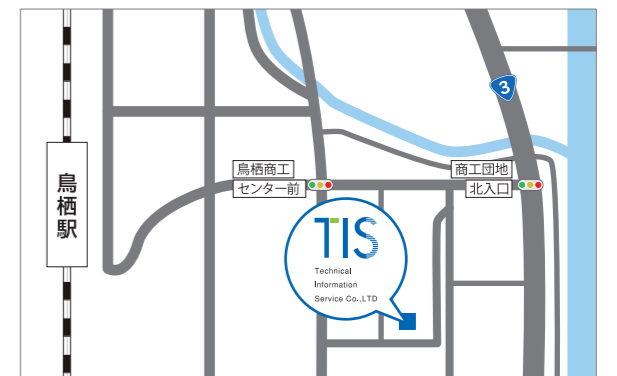 3
鳥栖商工
センター前
商工団地
北入口
鳥栖駅
TIS
Technical
Information
Service Co.,LTD